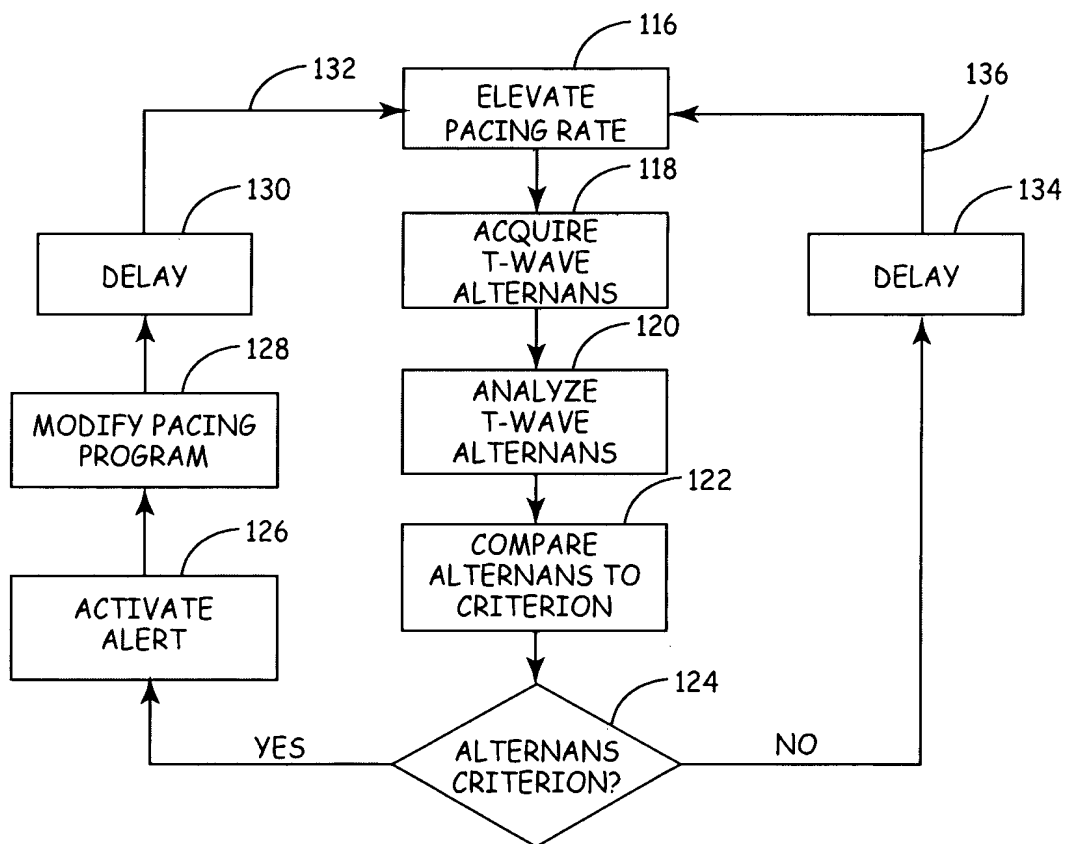 116
132
ELEVATE
PACING RATE
136
118
130
134
ACQUIRE
T-WAVE
ALTERNANS
DELAY
DELAY
120
128
ANALYZE
T-WAVE
ALTERNANS
MODIFY PACING
PROGRAM
122
126
COMPARE
ALTERNANS TO
CRITERION
ACTIVATE
ALERT
124
YES
ALTERNANS
CRITERION?
NO